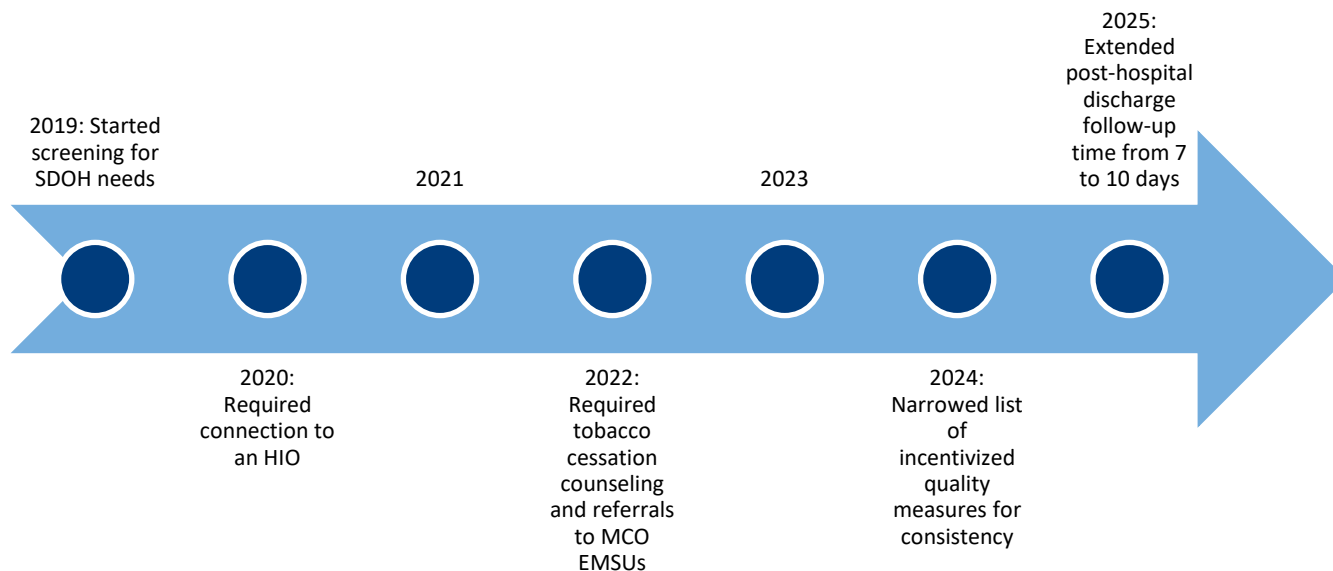 2019: Started
screening for
SDOH needs
2020:
Required
connection to
an HIO
2021
2022:
Required
tobacco
cessation
counseling
and referrals
to MCO
EMSUs
2023
2024:
Narrowed list
of
incentivized
quality
measures for
consistency
2025:
Extended
post-hospital
discharge
follow-up
time from 7
to 10 days